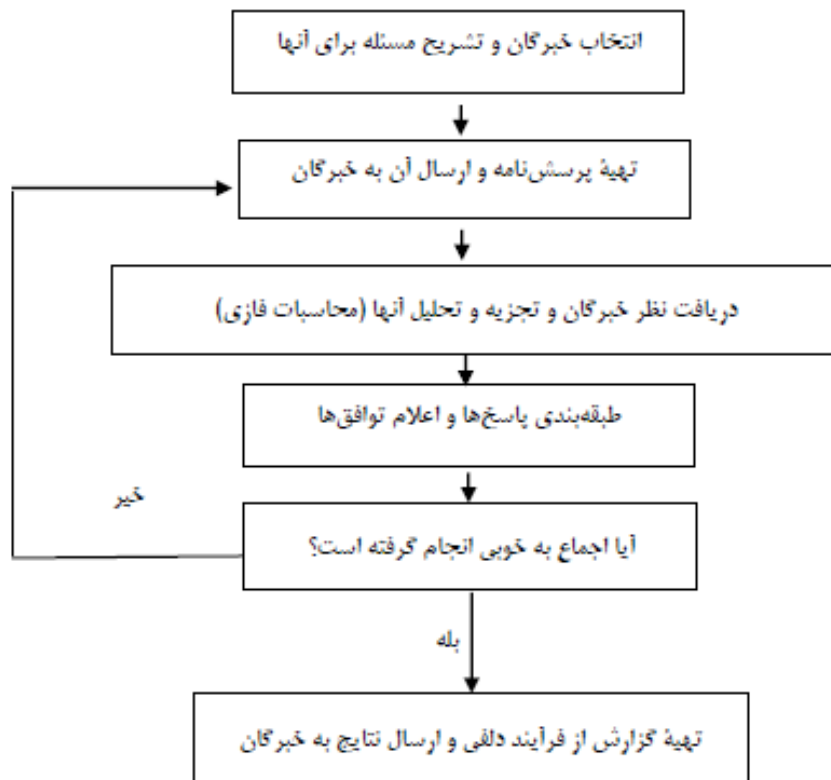 انتخاب خبرگان و تشریح مسئله برای آنها
تهیهٔ پرسش‌نامه و ارسال آن به خبرگان
دریافت نظر خبرگان و تجزیه و تحلیل آنها (محاسبات فازی)
طبقه‌بندی پاسخ‌ها و اعلام توافق‌ها
خیر
آیا اجماع به خوبی انجام گرفته است؟
بله
تهیهٔ گزارش از فرآیند دلفی و ارسال نتایج به خبرگان